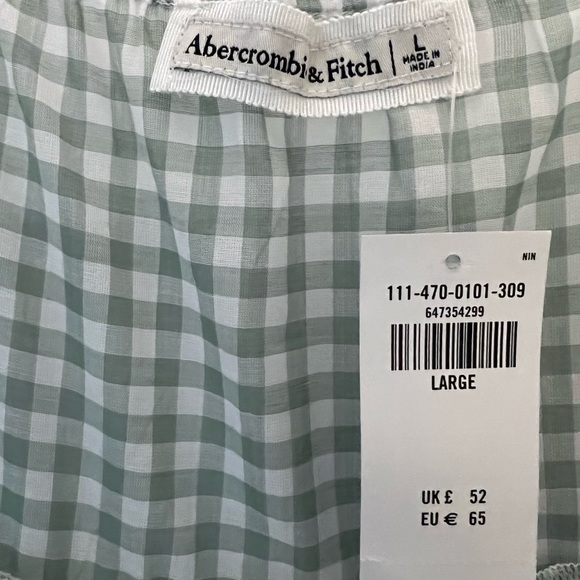 Abercrombie & Fitch
L
MADE IN
INDIA
NIN
111-470-0101-309
647354299
LARGE
UK £ 52
EU € 65